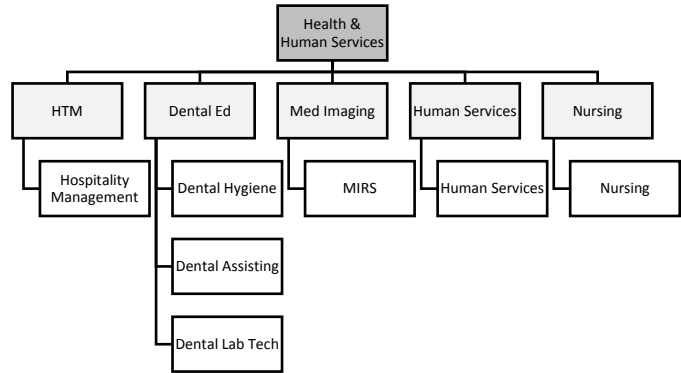 Health &
Human Services
HTM
Dental Ed
Med Imaging
Human Services
Nursing
Hospitality
Management
Dental Hygiene
MIRS
Human Services
Nursing
Dental Assisting
Dental Lab Tech